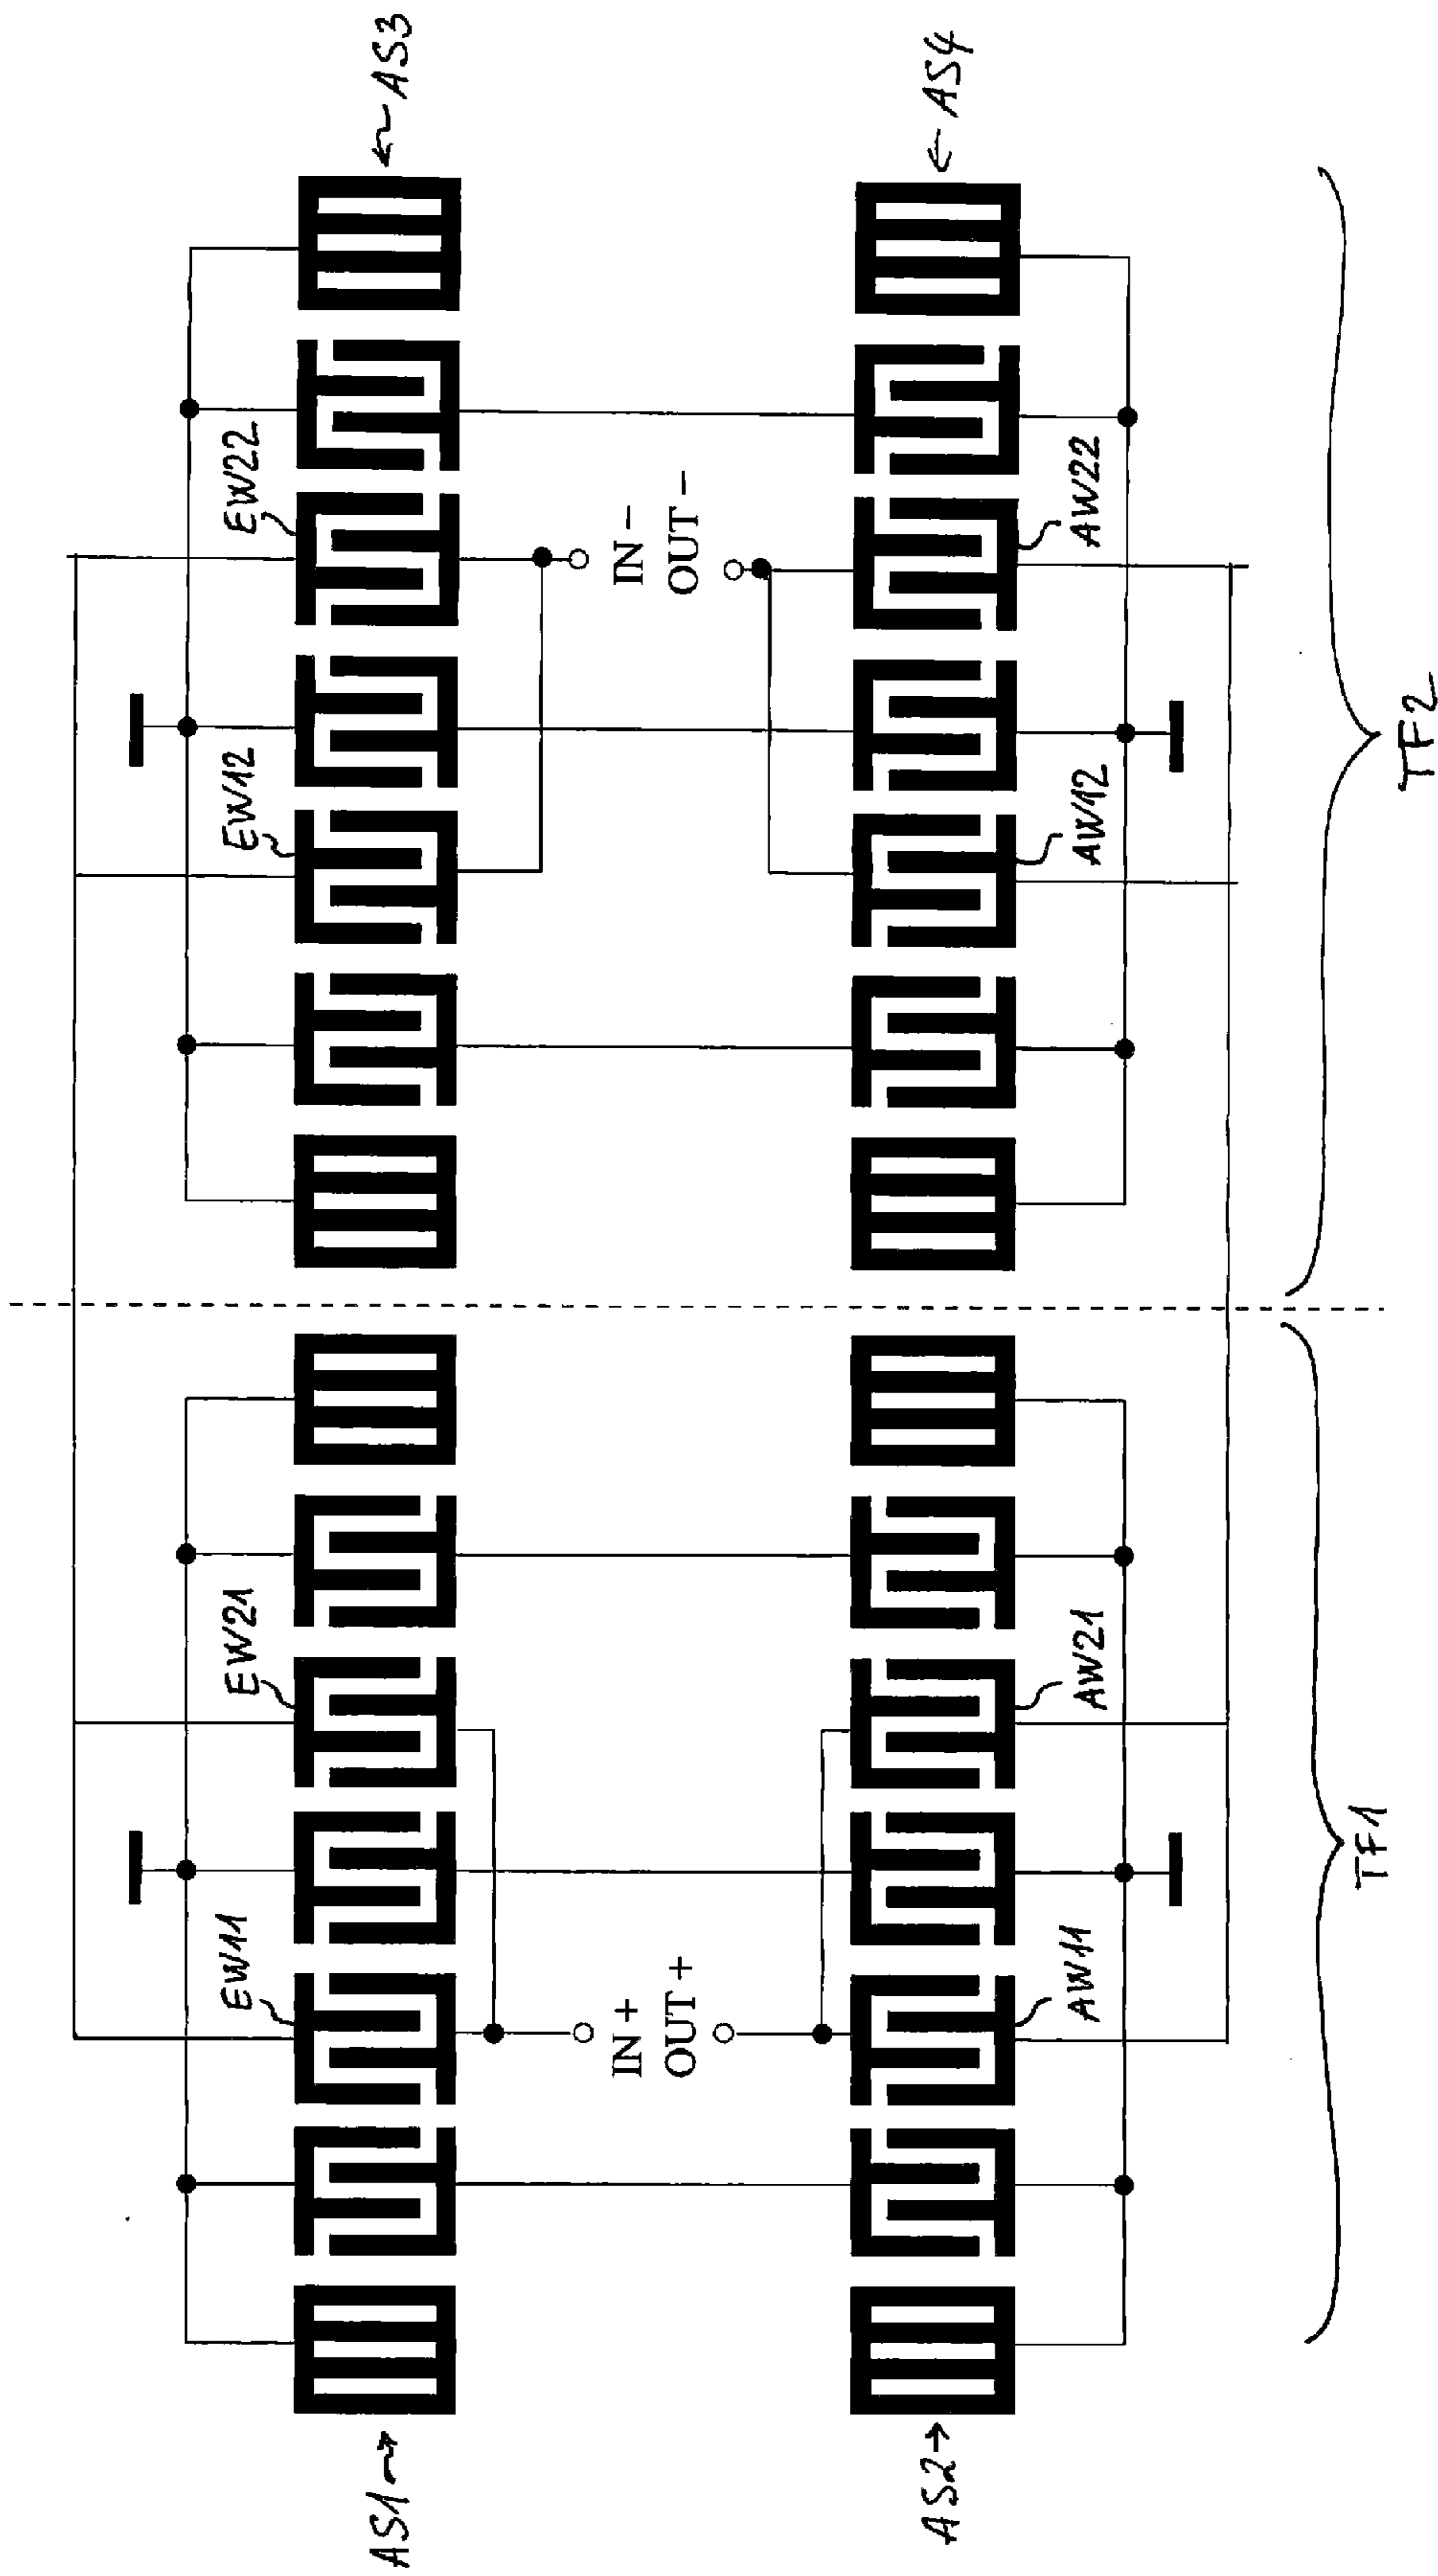 EW11
EW21
EW12
EW22
AS1
AS3
IN +
OUT +
IN −
OUT −
AS2
AS4
AW11
AW21
AW12
AW22
TF1
TF2